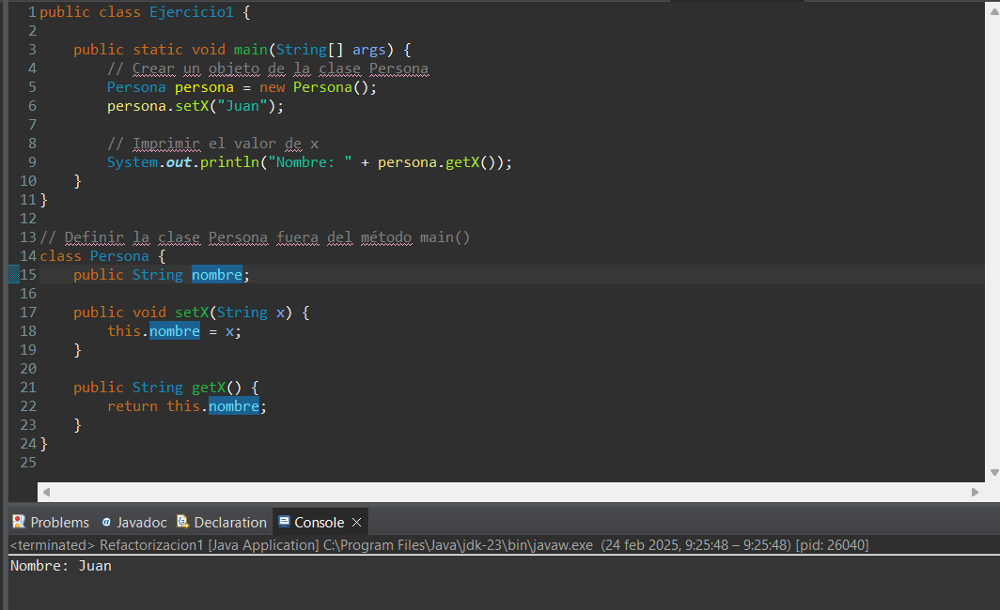 1 public class Ejercicio1 {
2
3     public static void main(String[] args) {
4         // Crear un objeto de la clase Persona
5         Persona persona = new Persona();
6         persona.setX("Juan");
7
8         // Imprimir el valor de x
9         System.out.println("Nombre: " + persona.getX());
10     }
11 }
12
13 // Definir la clase Persona fuera del método main()
14 class Persona {
15     public String nombre;
16
17     public void setX(String x) {
18         this.nombre = x;
19     }
20
21     public String getX() {
22         return this.nombre;
23     }
24 }
25
Problems @ Javadoc Declaration Console
<terminated> Refactorizacion1 [Java Application] C:\Program Files\Java\jdk-23\bin\javaw.exe (24 feb 2025, 9:25:48 – 9:25:48) [pid: 26040]
Nombre: Juan